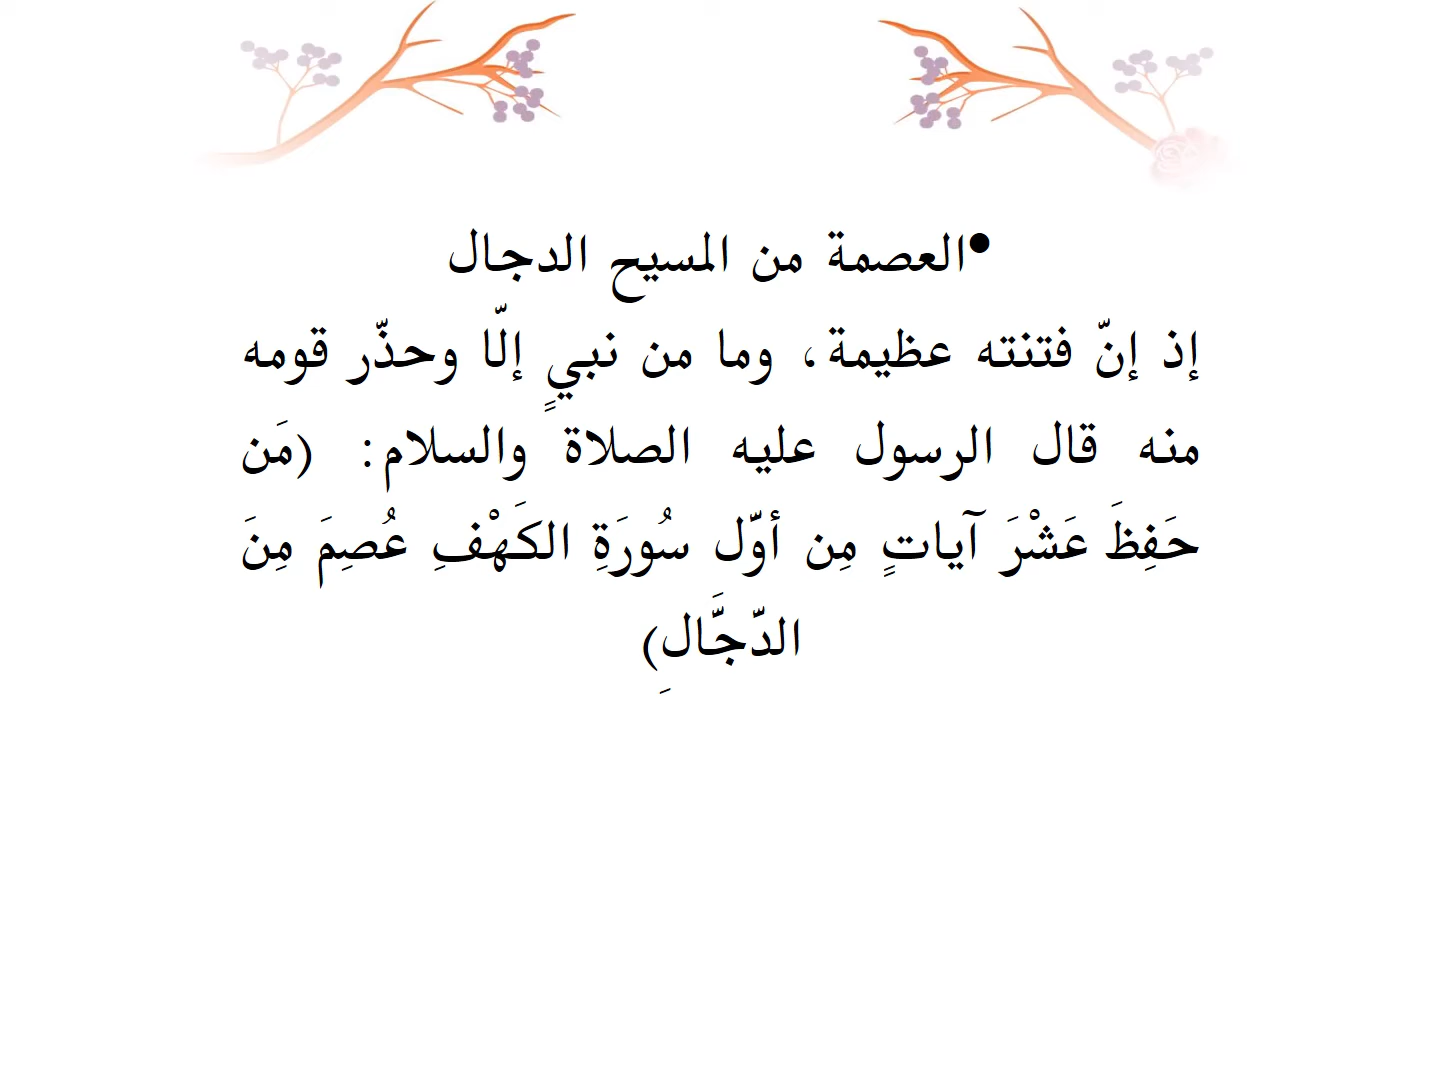 •العصمة من المسيح الدجال
إذ إنّ فتنته عظيمة، وما من نبيٍ إلّا وحذّر قومه
منه قال الرسول عليه الصلاة والسلام: (مَن
حَفِظَ عَشْرَ آياتٍ مِن أوّل سُورَةِ الكَهْفِ عُصِمَ مِنَ
الدّجَّالِ)